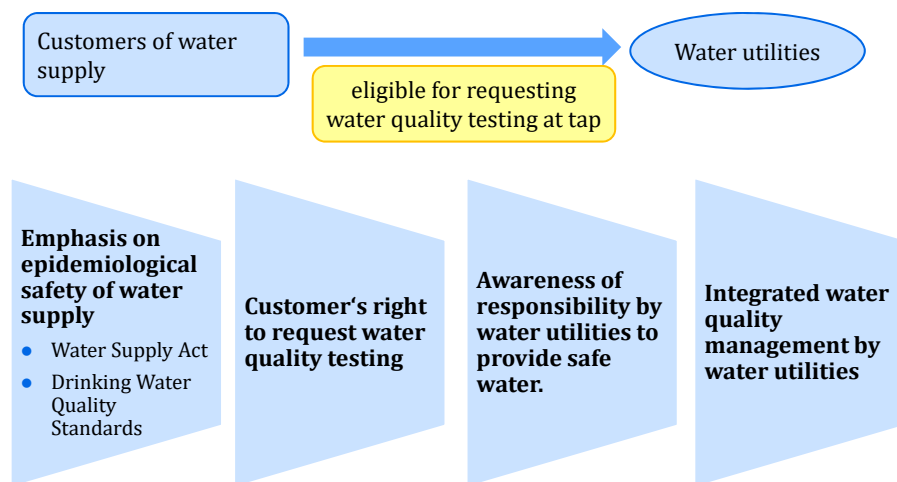 Customers of water
supply
Water utilities
eligible for requesting
water quality testing at tap
Emphasis on
epidemiological
safety of water
supply
● Water Supply Act
● Drinking Water
Quality
Standards
Customer‘s right
to request water
quality testing
Awareness of
responsibility by
water utilities to
provide safe
water.
Integrated water
quality
management by
water utilities